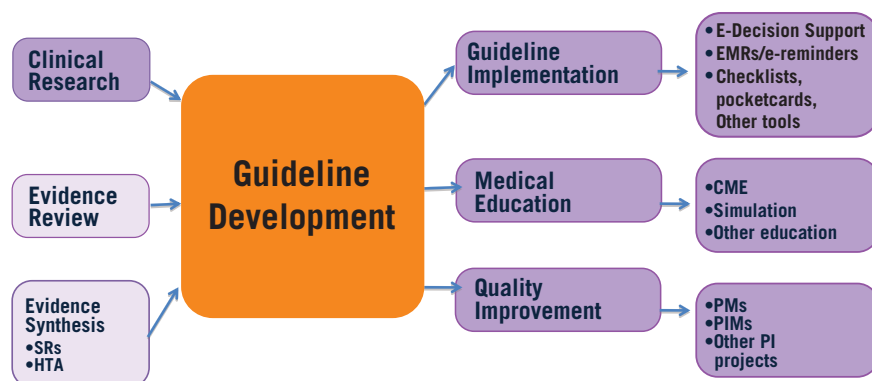 Clinical
Research
Evidence
Review
Evidence
Synthesis
•SRs
•HTA
Guideline
Development
Guideline
Implementation
•E-Decision Support
•EMRs/e-reminders
•Checklists,
pocketcards,
Other tools
Medical
Education
•CME
•Simulation
•Other education
Quality
Improvement
•PMs
•PIMs
•Other PI
projects